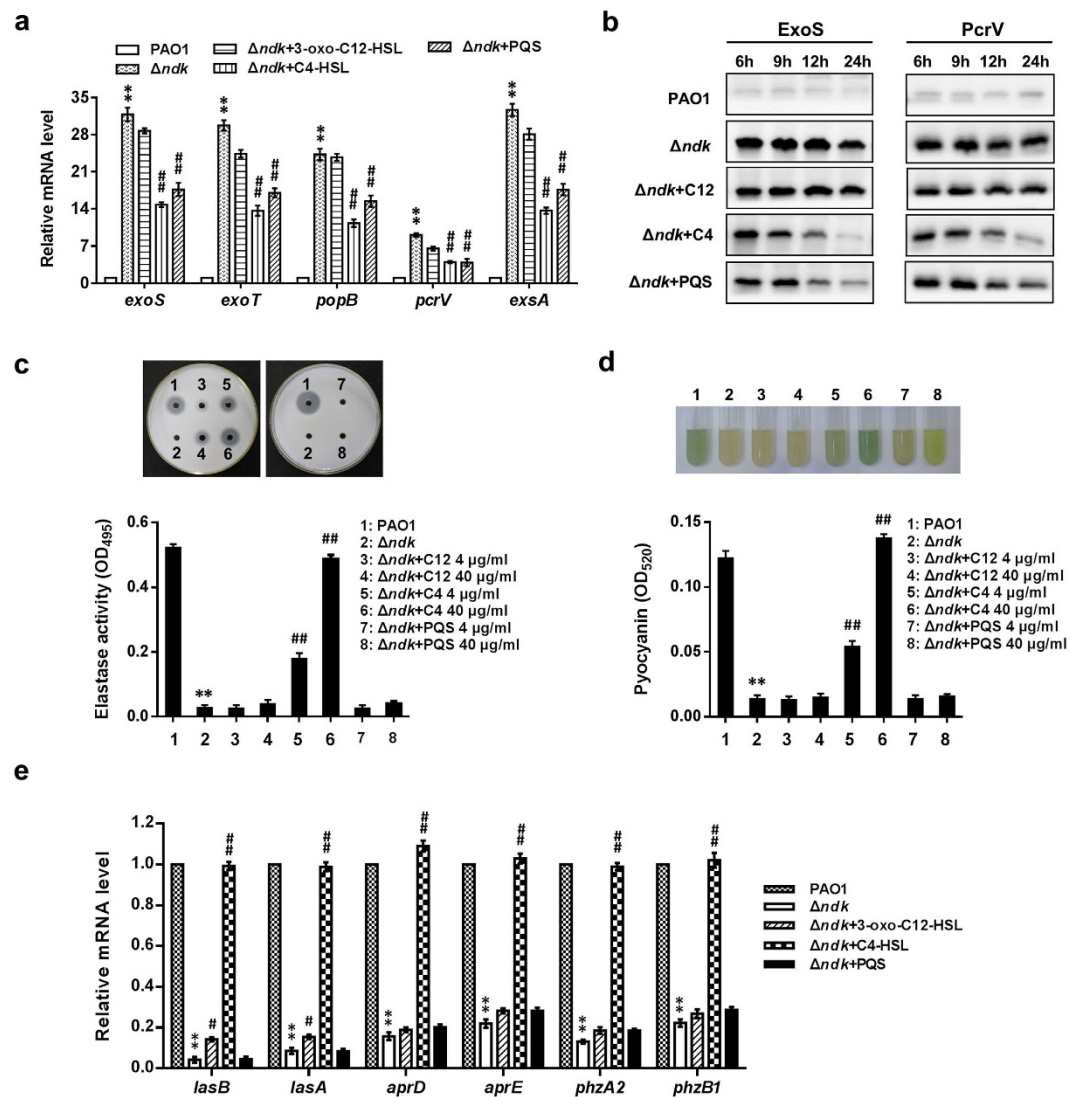 a
PAO1
Δndk
Δndk+3-oxo-C12-HSL
Δndk+C4-HSL
Δndk+PQS
Relative mRNA level
35
28
21
14
7
0
**
**
**
**
**
##
##
##
##
##
##
##
##
##
##
exoS exoT popB pcrV exsA
b
ExoS PcrV
6h 9h 12h 24h 6h 9h 12h 24h
PAO1
Δndk
Δndk+C12
Δndk+C4
Δndk+PQS
c
1 3 5
2 4 6
1 7
2 8
Elastase activity (OD495)
0.6
0.4
0.2
0.0
**
##
##
1 2 3 4 5 6 7 8
1: PAO1
2: Δndk
3: Δndk+C12 4 µg/ml
4: Δndk+C12 40 µg/ml
5: Δndk+C4 4 µg/ml
6: Δndk+C4 40 µg/ml
7: Δndk+PQS 4 µg/ml
8: Δndk+PQS 40 µg/ml
d
1 2 3 4 5 6 7 8
Pyocyanin (OD520)
0.15
0.10
0.05
0.00
**
##
##
1 2 3 4 5 6 7 8
1: PAO1
2: Δndk
3: Δndk+C12 4 µg/ml
4: Δndk+C12 40 µg/ml
5: Δndk+C4 4 µg/ml
6: Δndk+C4 40 µg/ml
7: Δndk+PQS 4 µg/ml
8: Δndk+PQS 40 µg/ml
e
Relative mRNA level
1.2
1.0
0.8
0.6
0.4
0.2
0.0
**
#
##
**
#
##
**
##
**
##
**
##
**
##
lasB lasA aprD aprE phzA2 phzB1
PAO1
Δndk
Δndk+3-oxo-C12-HSL
Δndk+C4-HSL
Δndk+PQS